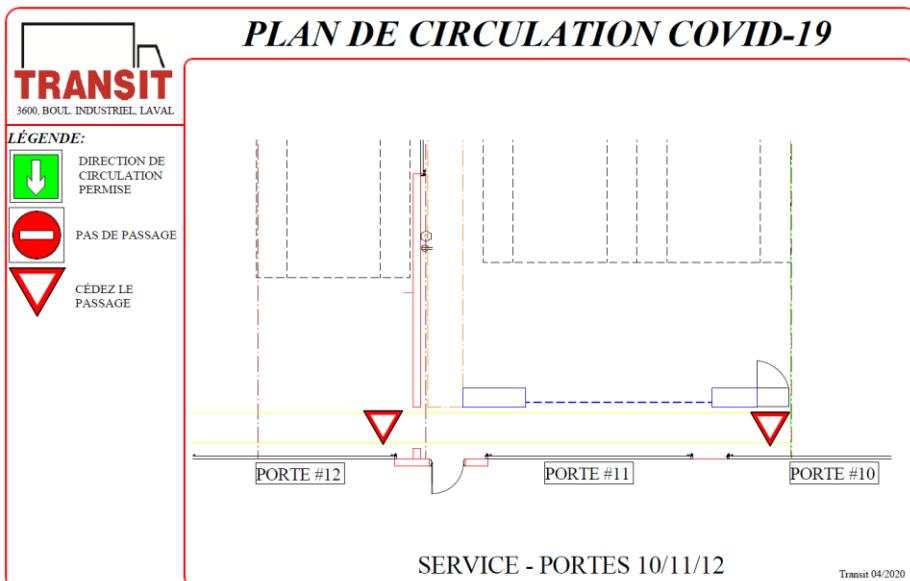 PLAN DE CIRCULATION COVID-19
TRANSIT
3600, BOUL. INDUSTRIEL, LAVAL
LÉGENDE:
DIRECTION DE
CIRCULATION
PERMISE
PAS DE PASSAGE
CÉDEZ LE
PASSAGE
PORTE #12
PORTE #11
PORTE #10
SERVICE - PORTES 10/11/12
Transit 04/2020